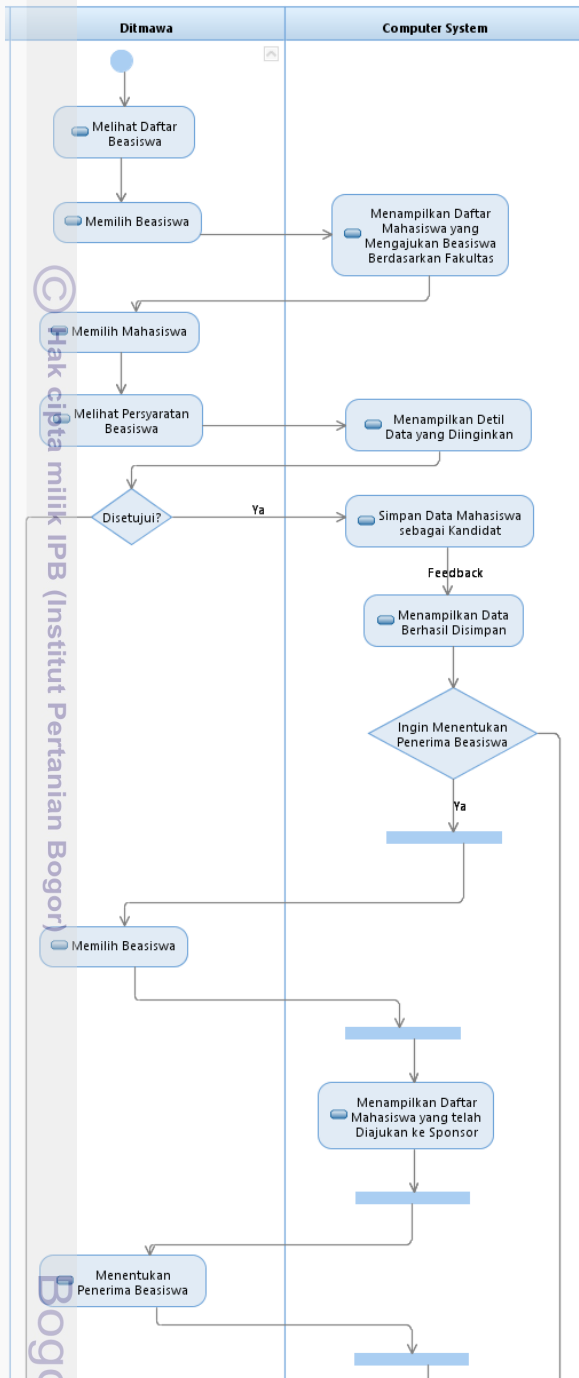 Ditmawa
Computer System
Melihat Daftar
Beasiswa
Memilih Beasiswa
Menampilkan Daftar
Mahasiswa yang
Mengajukan Beasiswa
Berdasarkan Fakultas
Memilih Mahasiswa
Melihat Persyaratan
Beasiswa
Menampilkan Detil
Data yang Diinginkan
Disetujui?
Ya
Simpan Data Mahasiswa
sebagai Kandidat
Feedback
Menampilkan Data
Berhasil Disimpan
Ingin Menentukan
Penerima Beasiswa
Ya
Memilih Beasiswa
Menampilkan Daftar
Mahasiswa yang telah
Diajukan ke Sponsor
Menentukan
Penerima Beasiswa
©Hak cipta milik IPB (Institut Pertanian Bogor)